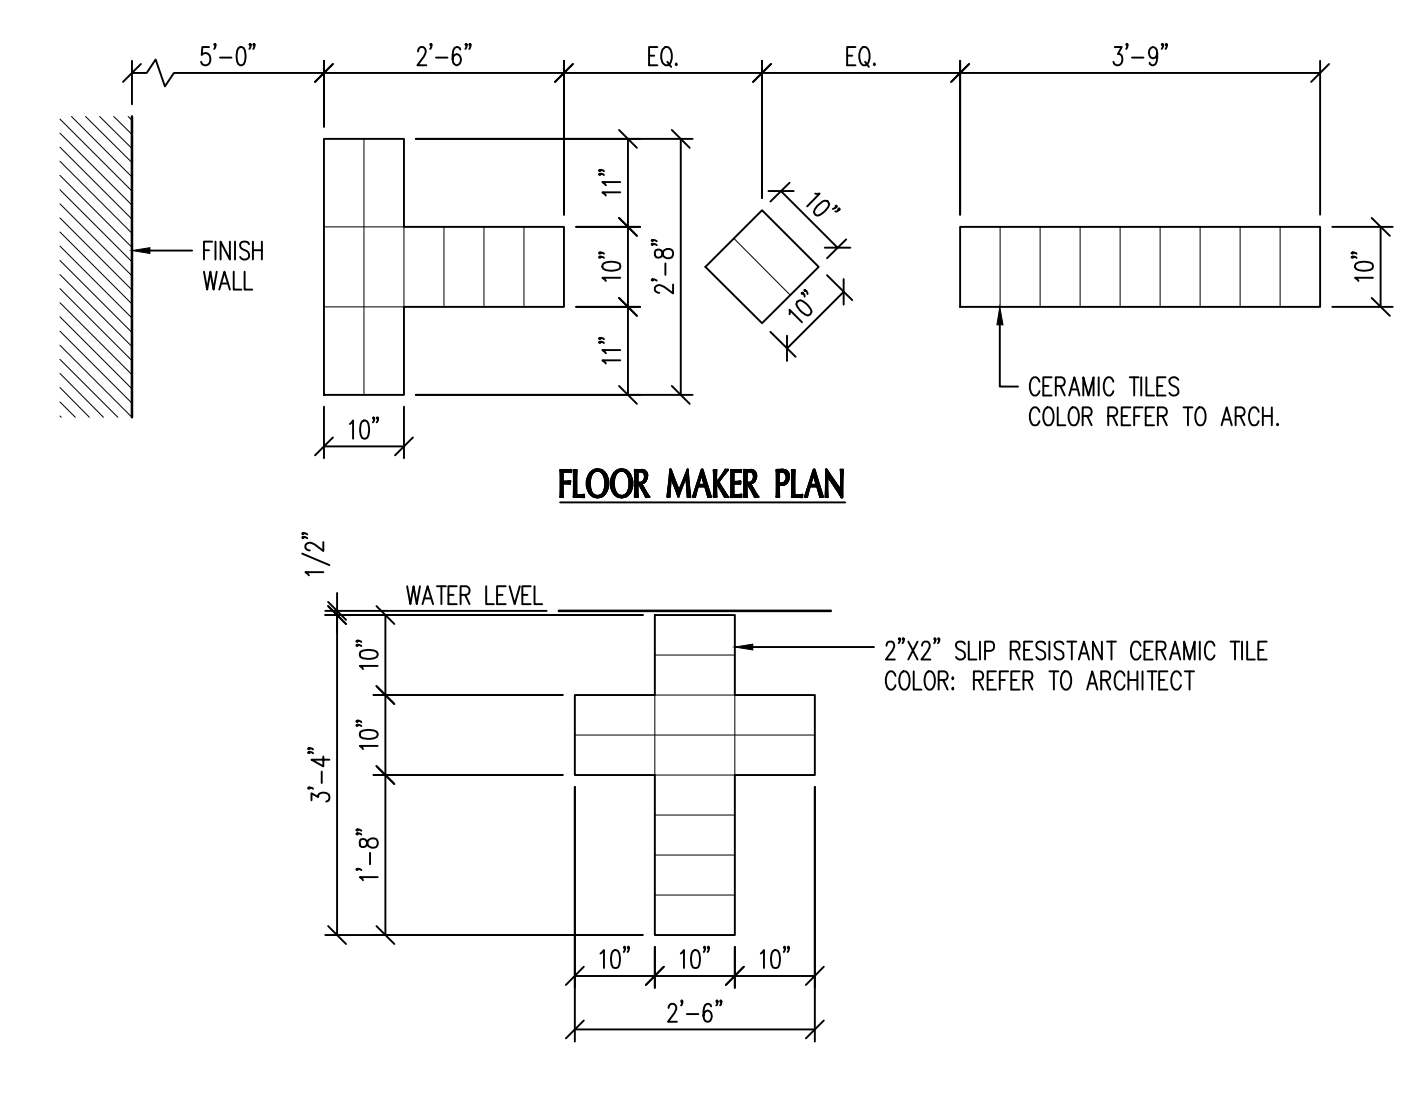 5'-0"
2'-6"
EQ.
EQ.
3'-9"
11"
10"
11"
2'-8"
10"
10"
10"
FINISH
WALL
10"
CERAMIC TILES
COLOR REFER TO ARCH.
FLOOR MAKER PLAN
1/2"
WATER LEVEL
2"X2" SLIP RESISTANT CERAMIC TILE
COLOR: REFER TO ARCHITECT
10"
10"
3'-4"
1'-8"
10"
10"
10"
2'-6"